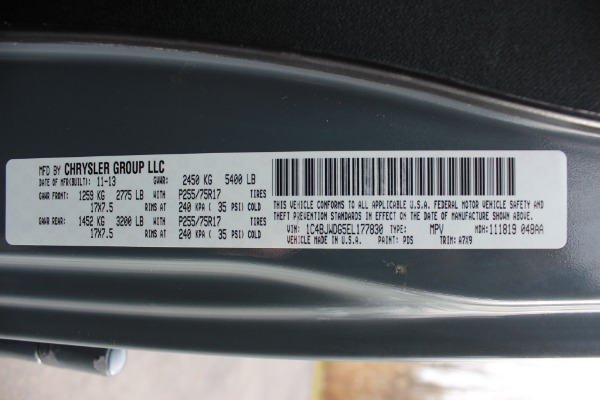 MFD BY CHRYSLER GROUP LLC
DATE OF MFR(BUILT): 11-13 GVWR: 2450 KG 5400 LB
GAWR FRONT: 1259 KG 2775 LB WITH P255/75R17 TIRES
17X7.5 RIMS AT 240 KPA ( 35 PSI) COLD
GAWR REAR: 1452 KG 3200 LB WITH P255/75R17 TIRES
17X7.5 RIMS AT 240 KPA ( 35 PSI) COLD
THIS VEHICLE CONFORMS TO ALL APPLICABLE U.S.A. FEDERAL MOTOR VEHICLE SAFETY AND
THEFT PREVENTION STANDARDS IN EFFECT ON THE DATE OF MANUFACTURE SHOWN ABOVE.
VIN: 1C4BJWDG5EL177830 TYPE: MPV MDH: 111819 048AA
VEHICLE MADE IN U.S.A. PAINT: PDS TRIM: A7X9